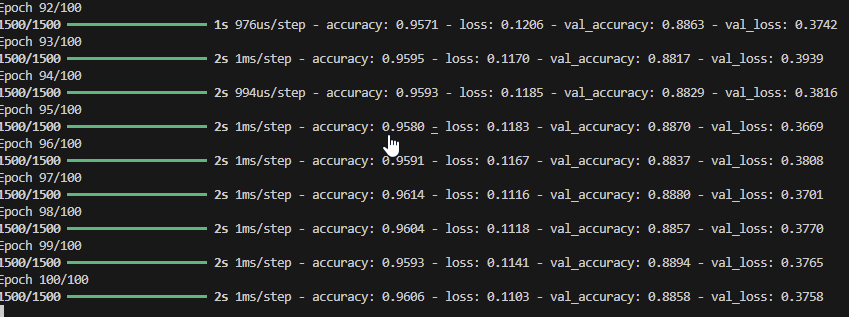 Epoch 92/100
1500/1500 1s 976us/step - accuracy: 0.9571 - loss: 0.1206 - val_accuracy: 0.8863 - val_loss: 0.3742
Epoch 93/100
1500/1500 2s 1ms/step - accuracy: 0.9595 - loss: 0.1170 - val_accuracy: 0.8817 - val_loss: 0.3939
Epoch 94/100
1500/1500 2s 994us/step - accuracy: 0.9593 - loss: 0.1185 - val_accuracy: 0.8829 - val_loss: 0.3816
Epoch 95/100
1500/1500 2s 1ms/step - accuracy: 0.9580 - loss: 0.1183 - val_accuracy: 0.8870 - val_loss: 0.3669
Epoch 96/100
1500/1500 2s 1ms/step - accuracy: 0.9591 - loss: 0.1167 - val_accuracy: 0.8837 - val_loss: 0.3808
Epoch 97/100
1500/1500 2s 1ms/step - accuracy: 0.9614 - loss: 0.1116 - val_accuracy: 0.8880 - val_loss: 0.3701
Epoch 98/100
1500/1500 2s 1ms/step - accuracy: 0.9604 - loss: 0.1118 - val_accuracy: 0.8857 - val_loss: 0.3770
Epoch 99/100
1500/1500 2s 1ms/step - accuracy: 0.9593 - loss: 0.1141 - val_accuracy: 0.8894 - val_loss: 0.3765
Epoch 100/100
1500/1500 2s 1ms/step - accuracy: 0.9606 - loss: 0.1103 - val_accuracy: 0.8858 - val_loss: 0.3758